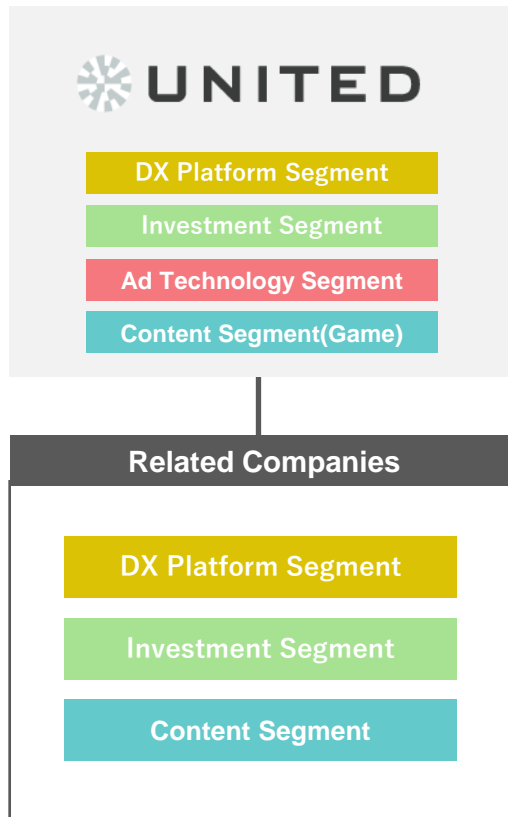 UNITED
DX Platform Segment
Investment Segment
Ad Technology Segment
Content Segment(Game)
Related Companies
DX Platform Segment
Investment Segment
Content Segment